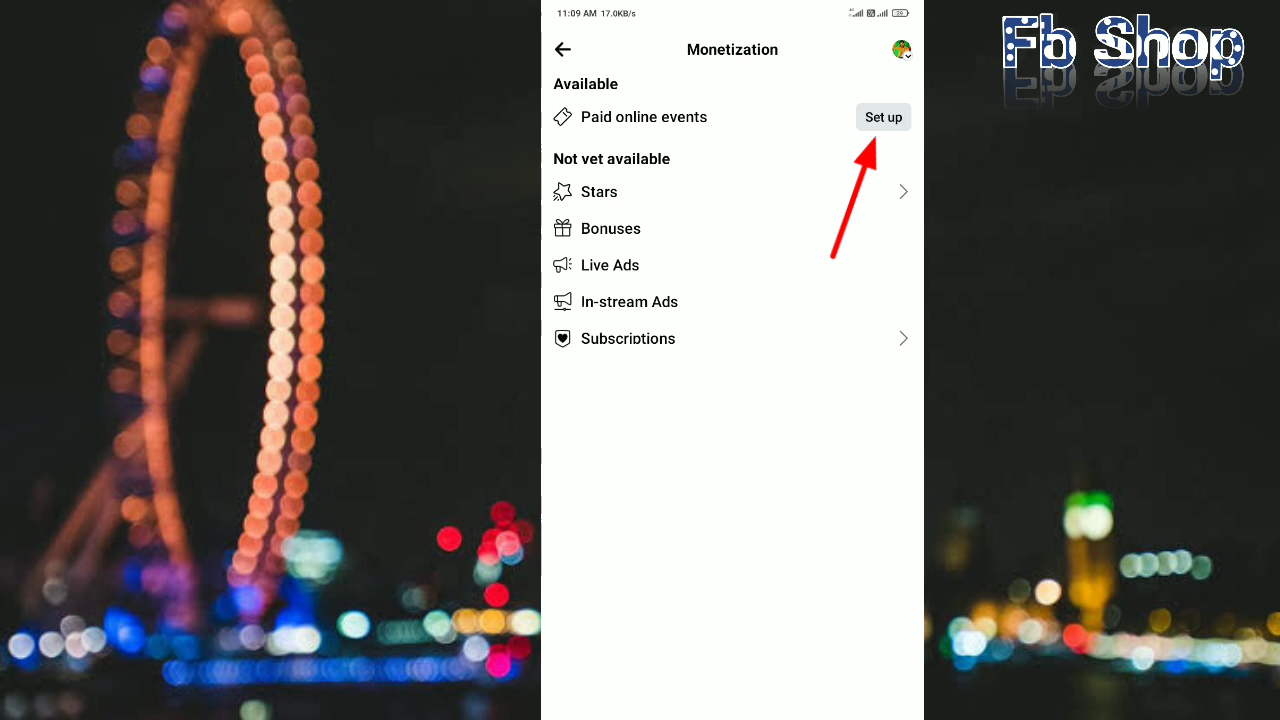 11:09 AM 17.0KB/s
29
Fb Shop
Monetization
Available
Paid online events
Set up
Not yet available
Stars
Bonuses
Live Ads
In-stream Ads
Subscriptions